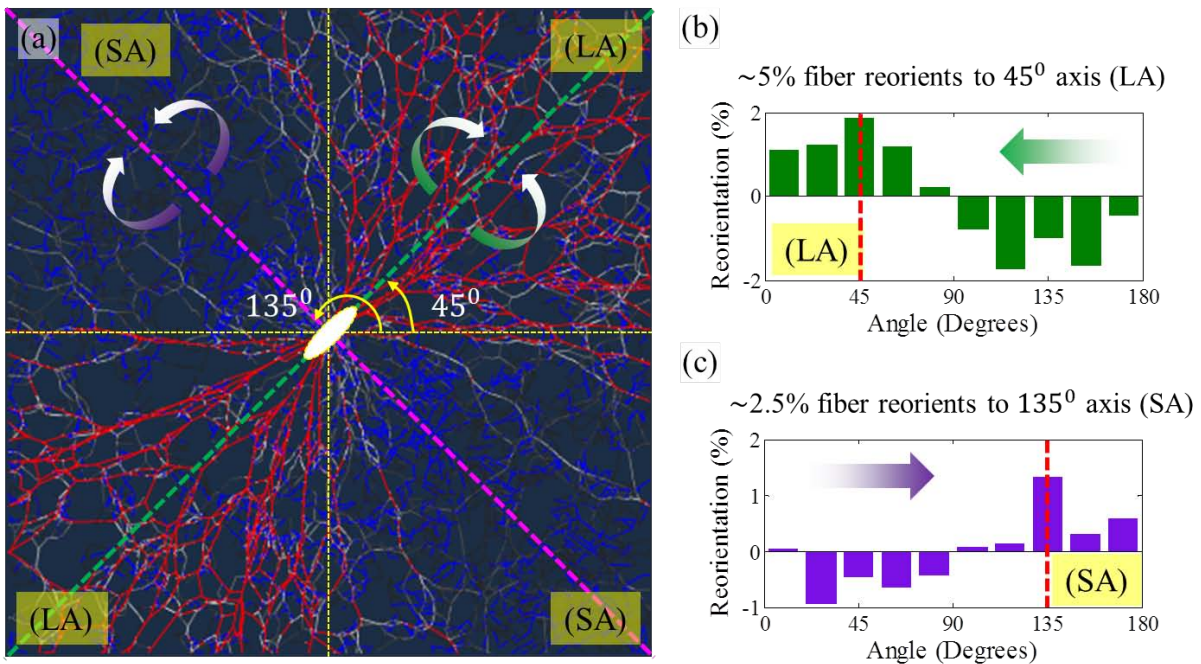 (a)
(SA)
(LA)
135⁰
45⁰
(LA)
(SA)
(b)
~5% fiber reorients to 45⁰ axis (LA)
Reorientation (%)
2
0
-2
(LA)
0 45 90 135 180
Angle (Degrees)
(c)
~2.5% fiber reorients to 135⁰ axis (SA)
Reorientation (%)
2
1
0
-1
(SA)
0 45 90 135 180
Angle (Degrees)